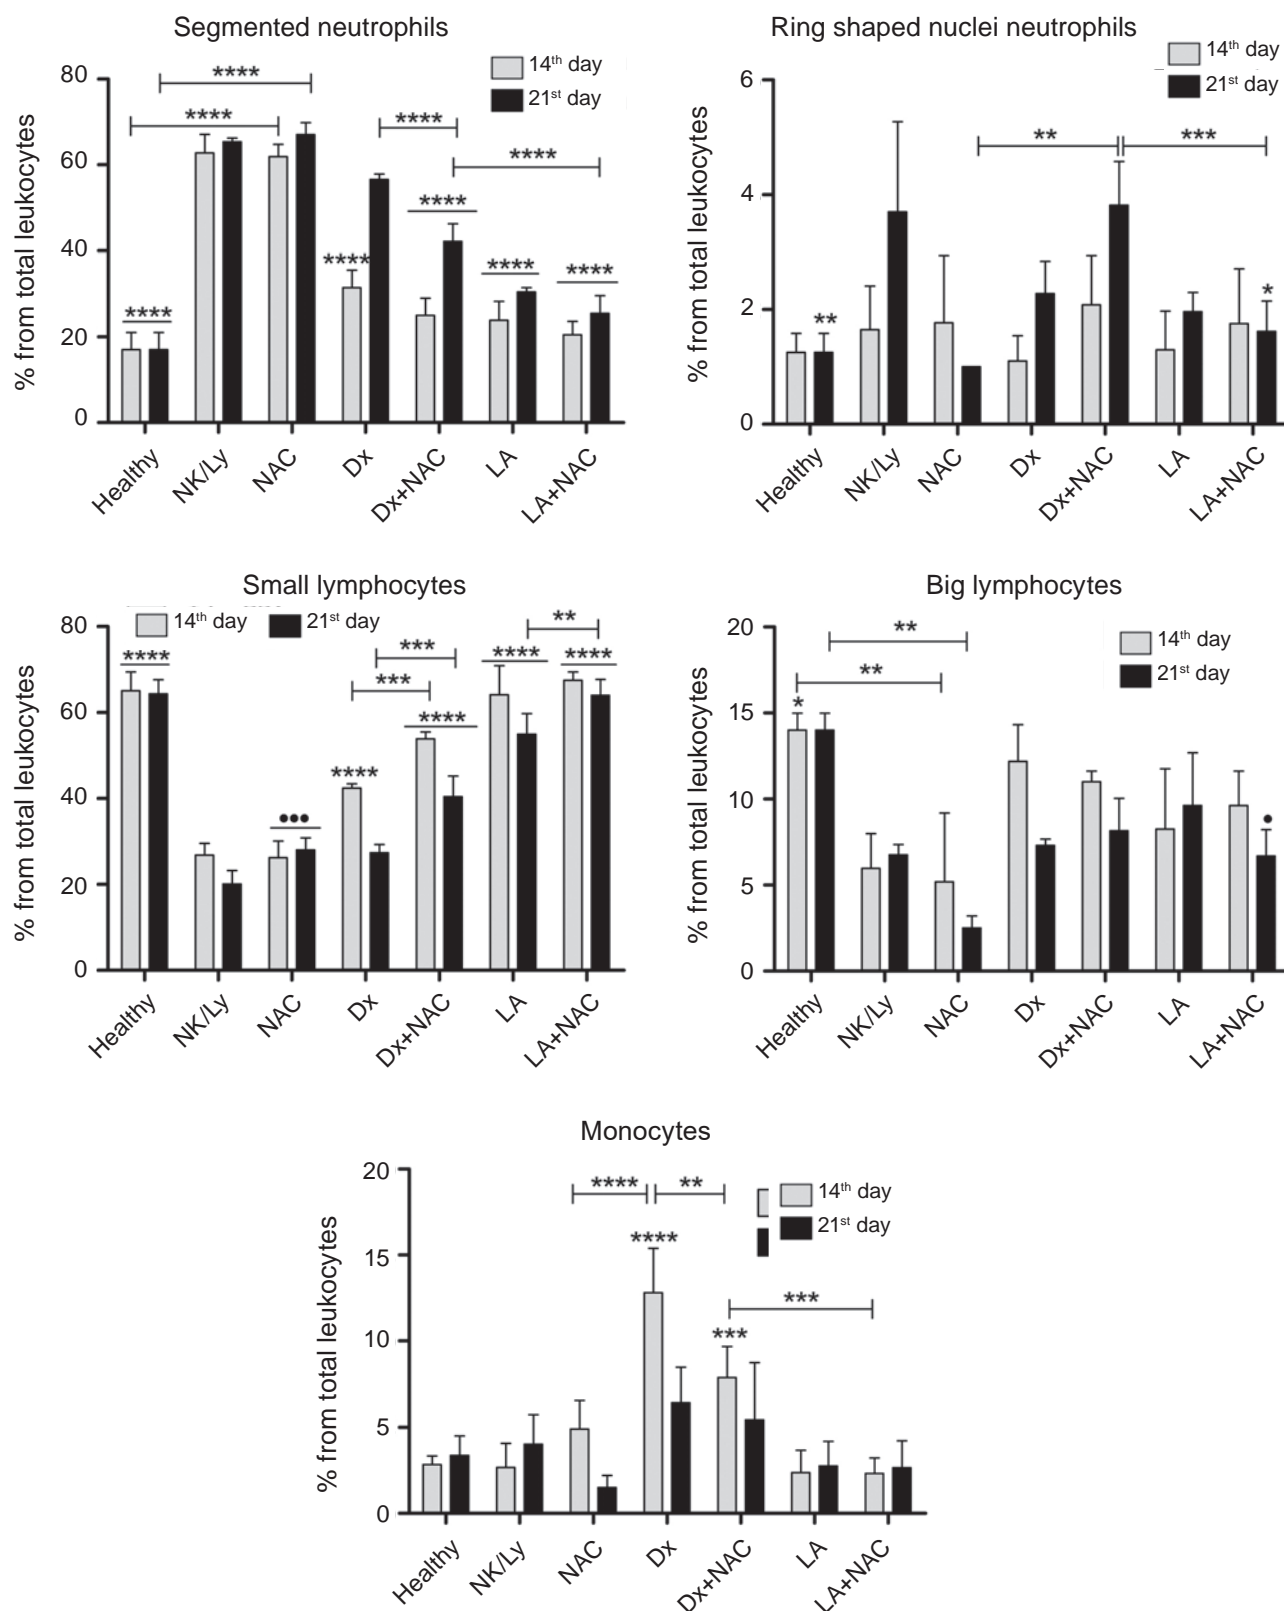 Segmented neutrophils
14th day
21st day
% from total leukocytes
80
60
40
20
0
****
****
****
****
****
****
****
****
****
Healthy
NK/Ly
NAC
Dx
Dx+NAC
LA
LA+NAC
Ring shaped nuclei neutrophils
14th day
21st day
% from total leukocytes
6
4
2
0
**
***
**
*
Healthy
NK/Ly
NAC
Dx
Dx+NAC
LA
LA+NAC
Small lymphocytes
14th day
21st day
% from total leukocytes
80
60
40
20
0
**
***
***
****
****
****
****
****
•••
Healthy
NK/Ly
NAC
Dx
Dx+NAC
LA
LA+NAC
Big lymphocytes
14th day
21st day
% from total leukocytes
20
15
10
5
0
**
**
*
•
Healthy
NK/Ly
NAC
Dx
Dx+NAC
LA
LA+NAC
Monocytes
14th day
21st day
% from total leukocytes
20
15
10
5
0
****
**
****
***
***
Healthy
NK/Ly
NAC
Dx
Dx+NAC
LA
LA+NAC